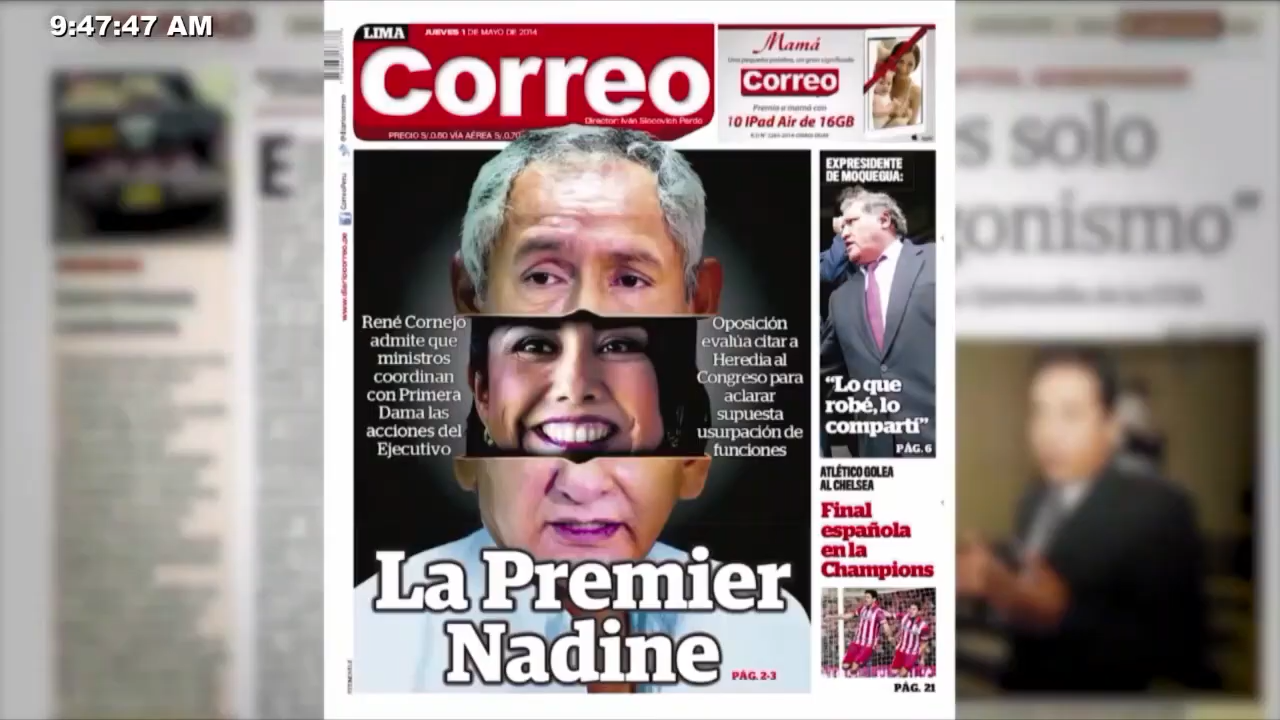 9:47:47 AM
LIMA
JUEVES 1 DE MAYO DE 2014
Correo
Director: Iván Slocovich Pardo
PRECIO S/.0.80 VÍA AÉREA S/.0.70
Mamá
Correo
Premia a mamá con
10 IPad Air de 16GB
EXPRESIDENTE
DE MOQUEGUA:
"Lo que
robé, lo
compartí"
PÁG. 6
René Cornejo
admite que
ministros
coordinan
con Primera
Dama las
acciones del
Ejecutivo
Oposición
evalúa citar a
Heredia al
Congreso para
aclarar
supuesta
usurpación de
funciones
La Premier
Nadine
PÁG. 2-3
ATLÉTICO GOLEA
AL CHELSEA
Final
española
en la
Champions
PÁG. 21
s solo
gonismo"